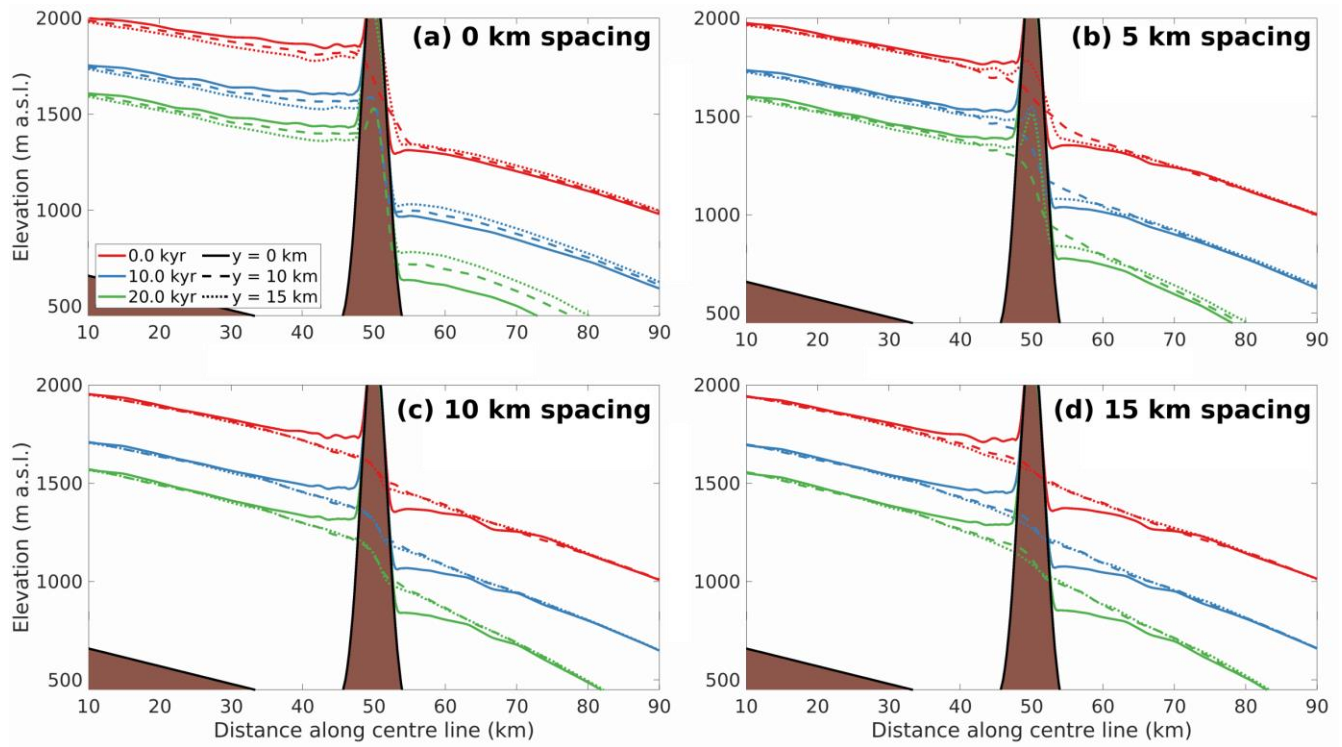 (a) 0 km spacing
Elevation (m a.s.l.)
2000
1500
1000
500
0.0 kyr y = 0 km
10.0 kyr y = 10 km
20.0 kyr y = 15 km
10 20 30 40 50 60 70 80 90
(b) 5 km spacing
2000
1500
1000
500
10 20 30 40 50 60 70 80 90
(c) 10 km spacing
Elevation (m a.s.l.)
2000
1500
1000
500
10 20 30 40 50 60 70 80 90
Distance along centre line (km)
(d) 15 km spacing
2000
1500
1000
500
10 20 30 40 50 60 70 80 90
Distance along centre line (km)